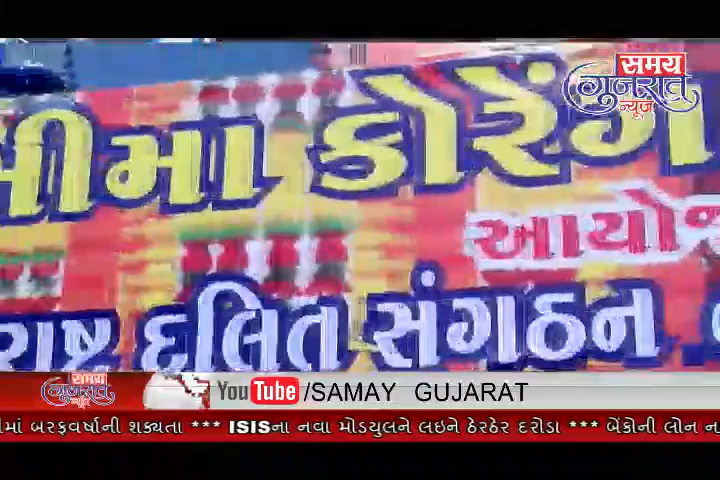 સમય
ગુજરાત
ન્યૂઝ
ભીમા કોરેંગ
આયોજ
રાષ્ટ્ર દલિત સંગઠન
સમય
ગુજરાત
ન્યૂઝ
YouTube/SAMAY GUJARAT
માં બરફવર્ષાની શક્યતા *** ISISના નવા મોડયુલને લઇને ઠેરઠેર દરોડા *** બેંકોની લોન ન